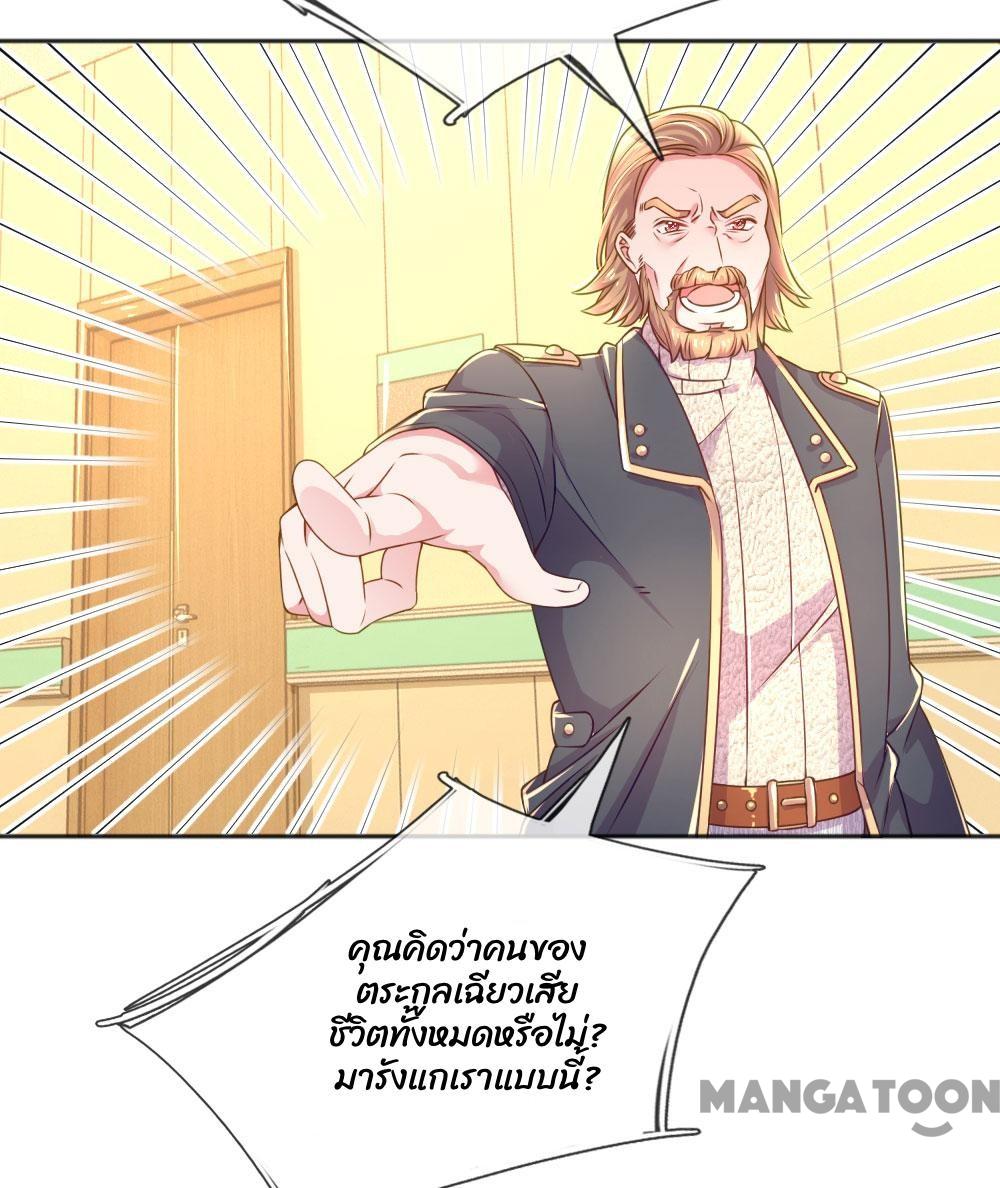 คุณคิดว่าคนของ
ตระกูลเฉียวเสีย
ชีวิตทั้งหมดหรือไม่?
มารังแกเราแบบนี้?
MANGATOON